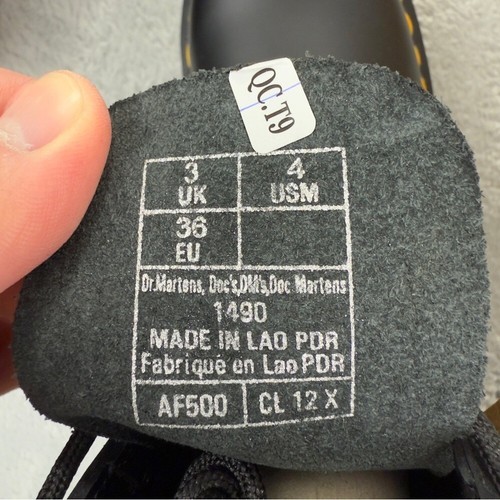 QC.T9
3 4
UK USM
36
EU
Dr.Martens, Doc's,DM's,Doc Martens
1490
MADE IN LAO PDR
Fabriqué en Lao PDR
AF500 CL 12 X